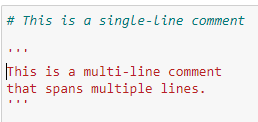 # This is a single-line comment
'''
This is a multi-line comment
that spans multiple lines.
'''